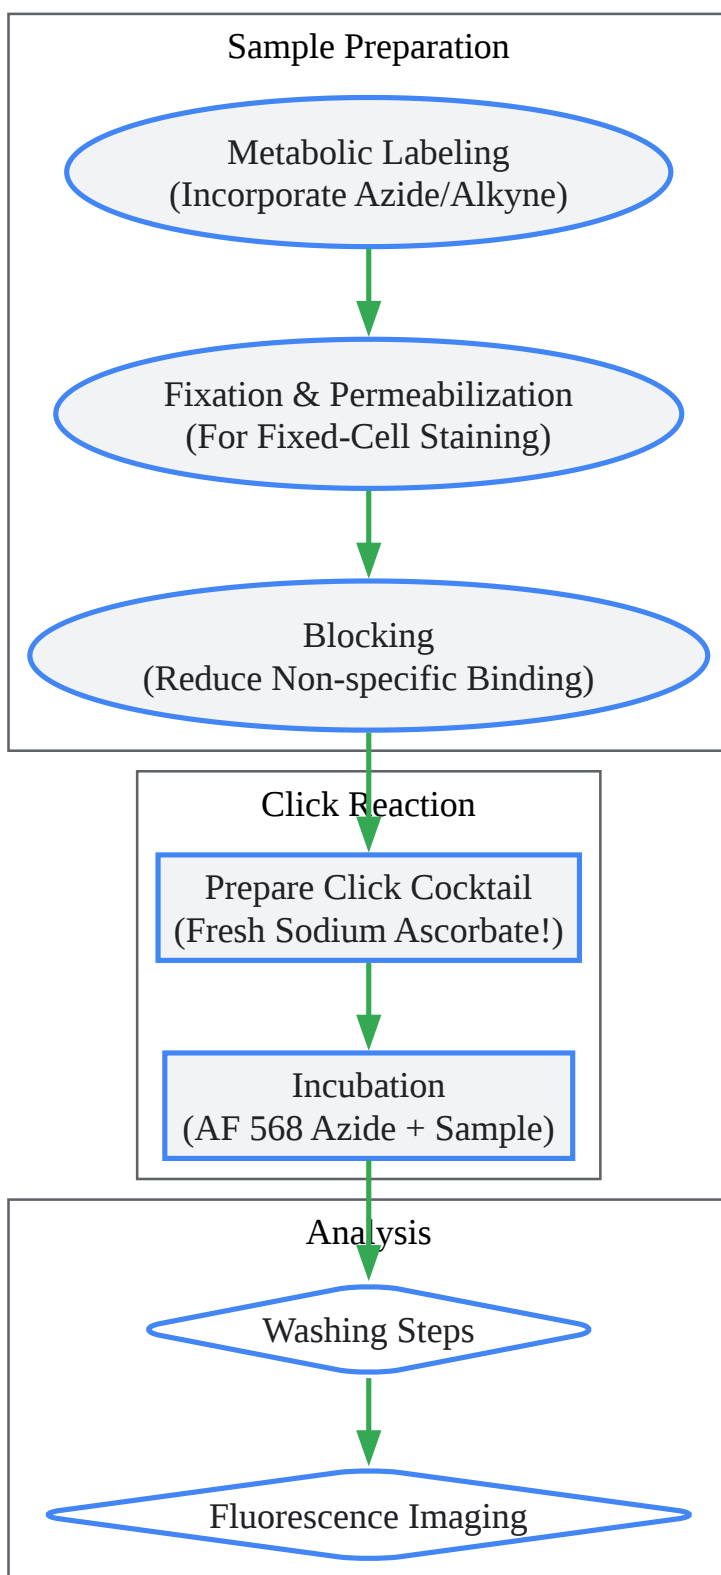 Sample Preparation
Metabolic Labeling
(Incorporate Azide/Alkyne)
Fixation & Permeabilization
(For Fixed-Cell Staining)
Blocking
(Reduce Non-specific Binding)
Click Reaction
Prepare Click Cocktail
(Fresh Sodium Ascorbate!)
Incubation
(AF 568 Azide + Sample)
Analysis
Washing Steps
Fluorescence Imaging